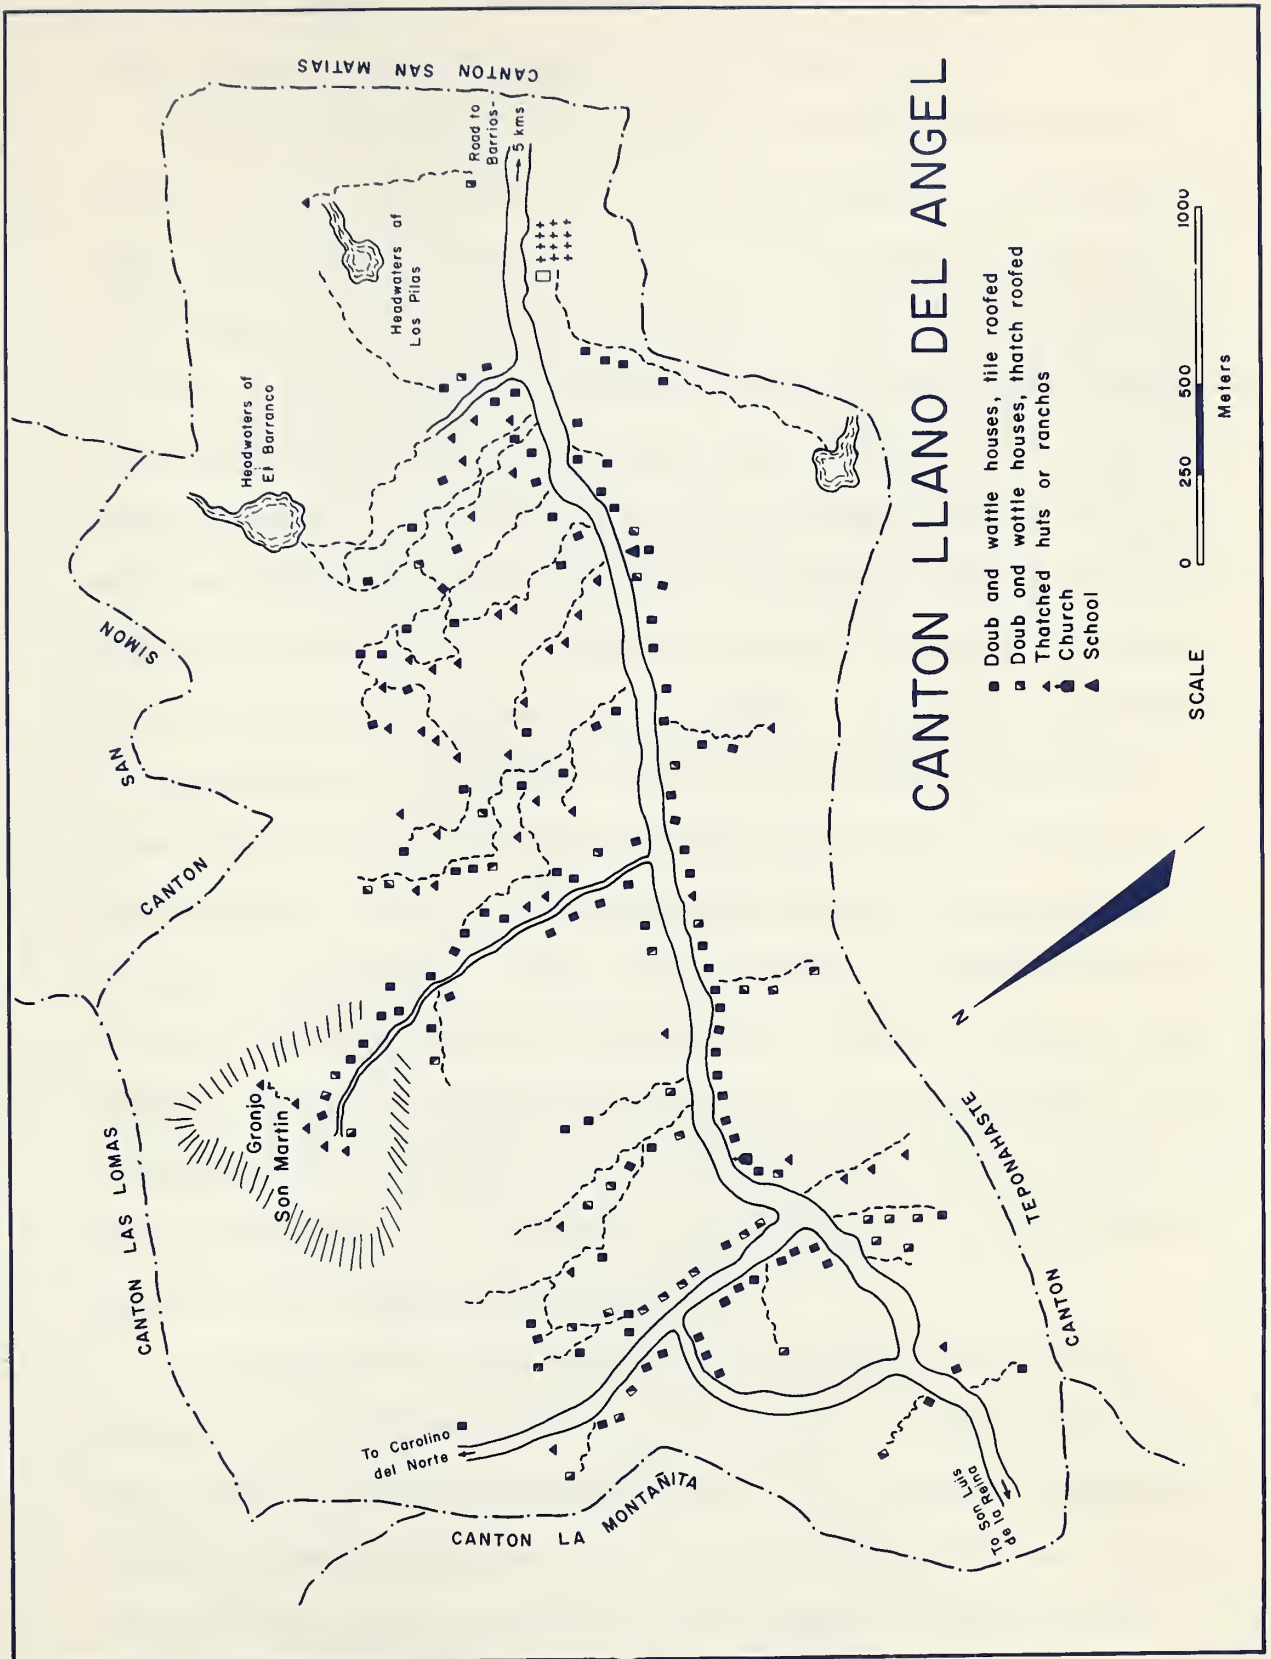 CANTON SAN MATIAS
Road to
Barrios-
5 kms
Headwaters of
Los Pilas
Headwaters of
El Barranco
CANTON SAN SIMON
CANTON LAS LOMAS
Gronjo
Son Martin
To Carolino
del Norte
CANTON LA MONTAÑITA
To Son Luis
de la Reina
CANTON TEPONAHASTE
N
CANTON LLANO DEL ANGEL
Doub and wattle houses, tile roofed
Doub ond wottle houses, thatch roofed
Thatched huts or ranchos
Church
School
SCALE
0 250 500 1000
Meters